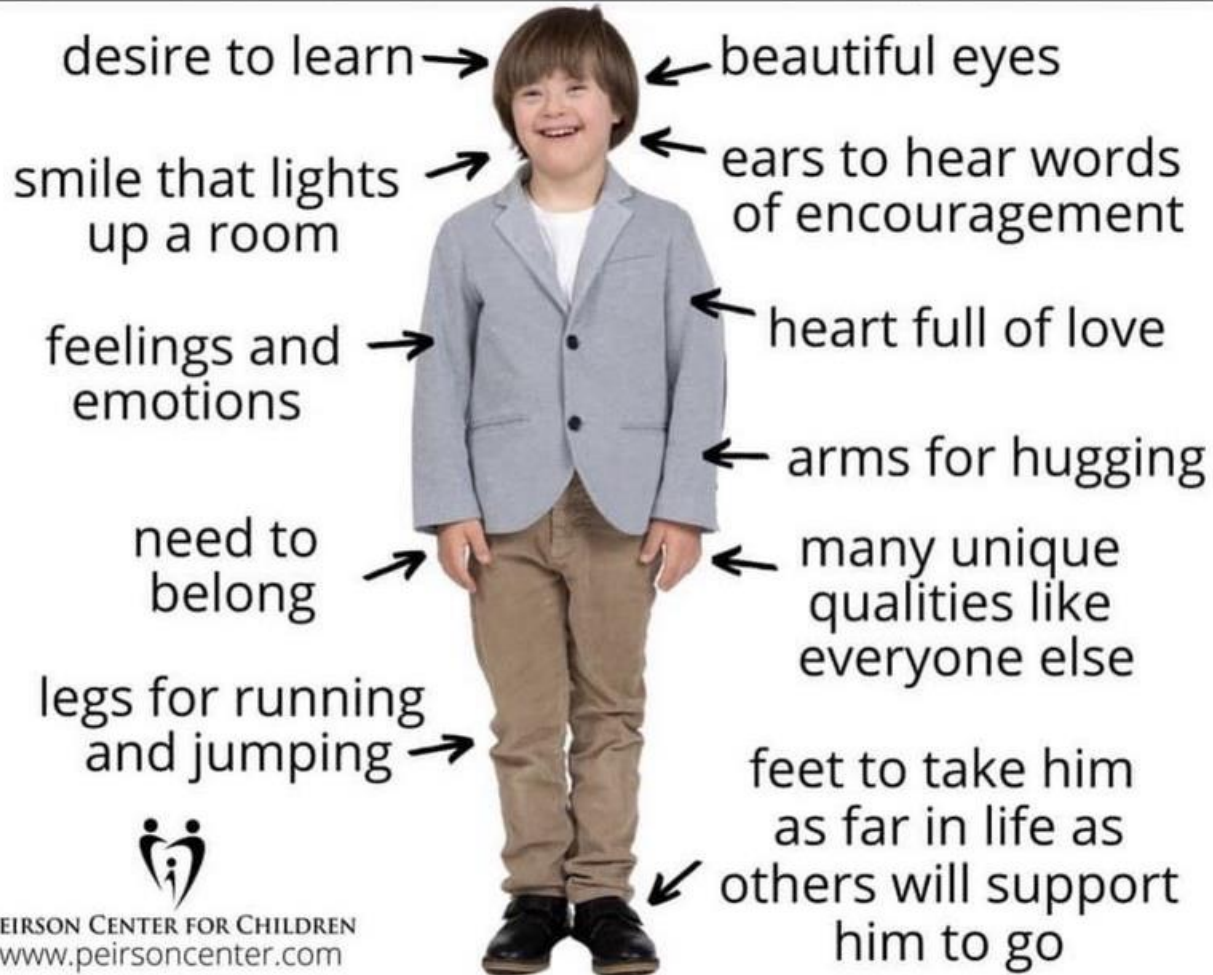 desire to learn
beautiful eyes
smile that lights
up a room
ears to hear words
of encouragement
feelings and
emotions
heart full of love
arms for hugging
need to
belong
many unique
qualities like
everyone else
legs for running
and jumping
feet to take him
as far in life as
others will support
him to go
EIRSON CENTER FOR CHILDREN
www.peirsoncenter.com